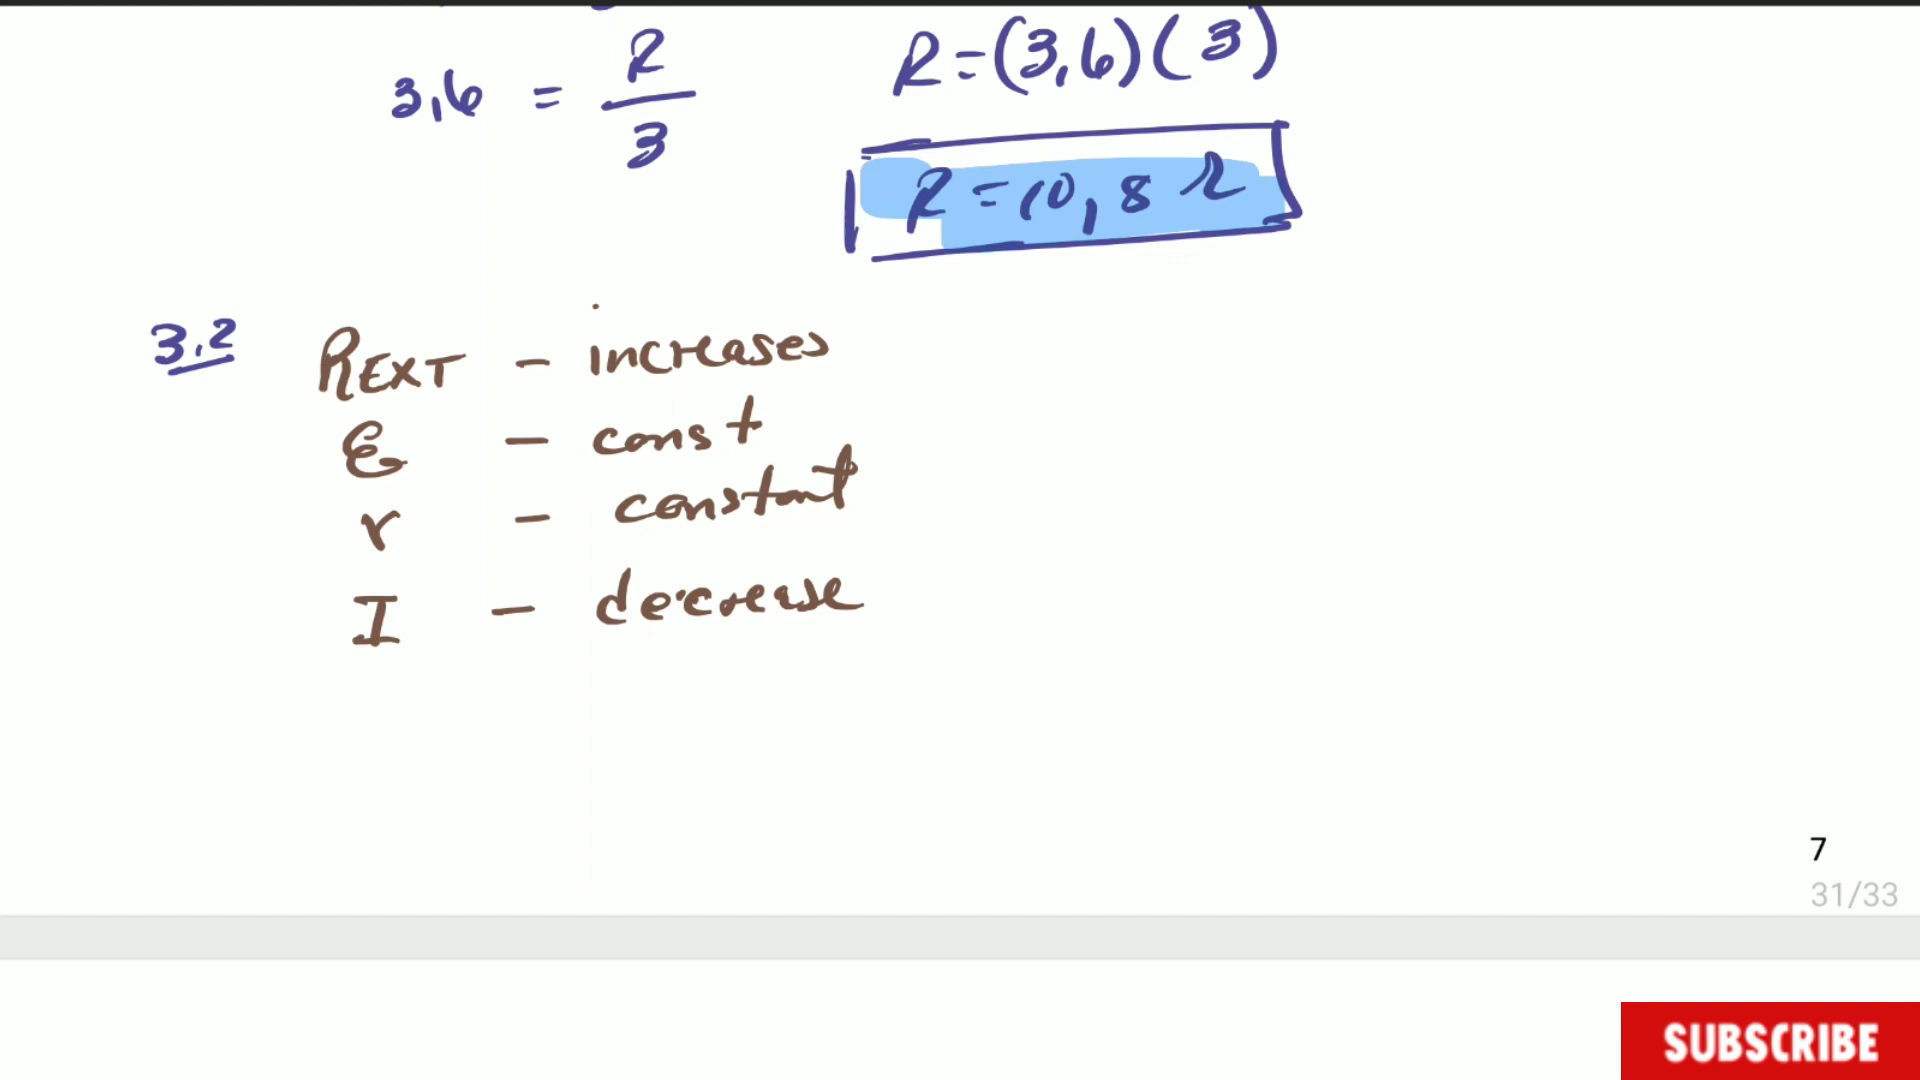 3,6 = R/3
R=(3,6)(3)
R=10,8 Ω
3.2 REXT - increases
E - const
r - constant
I - decrease
7
31/33
SUBSCRIBE